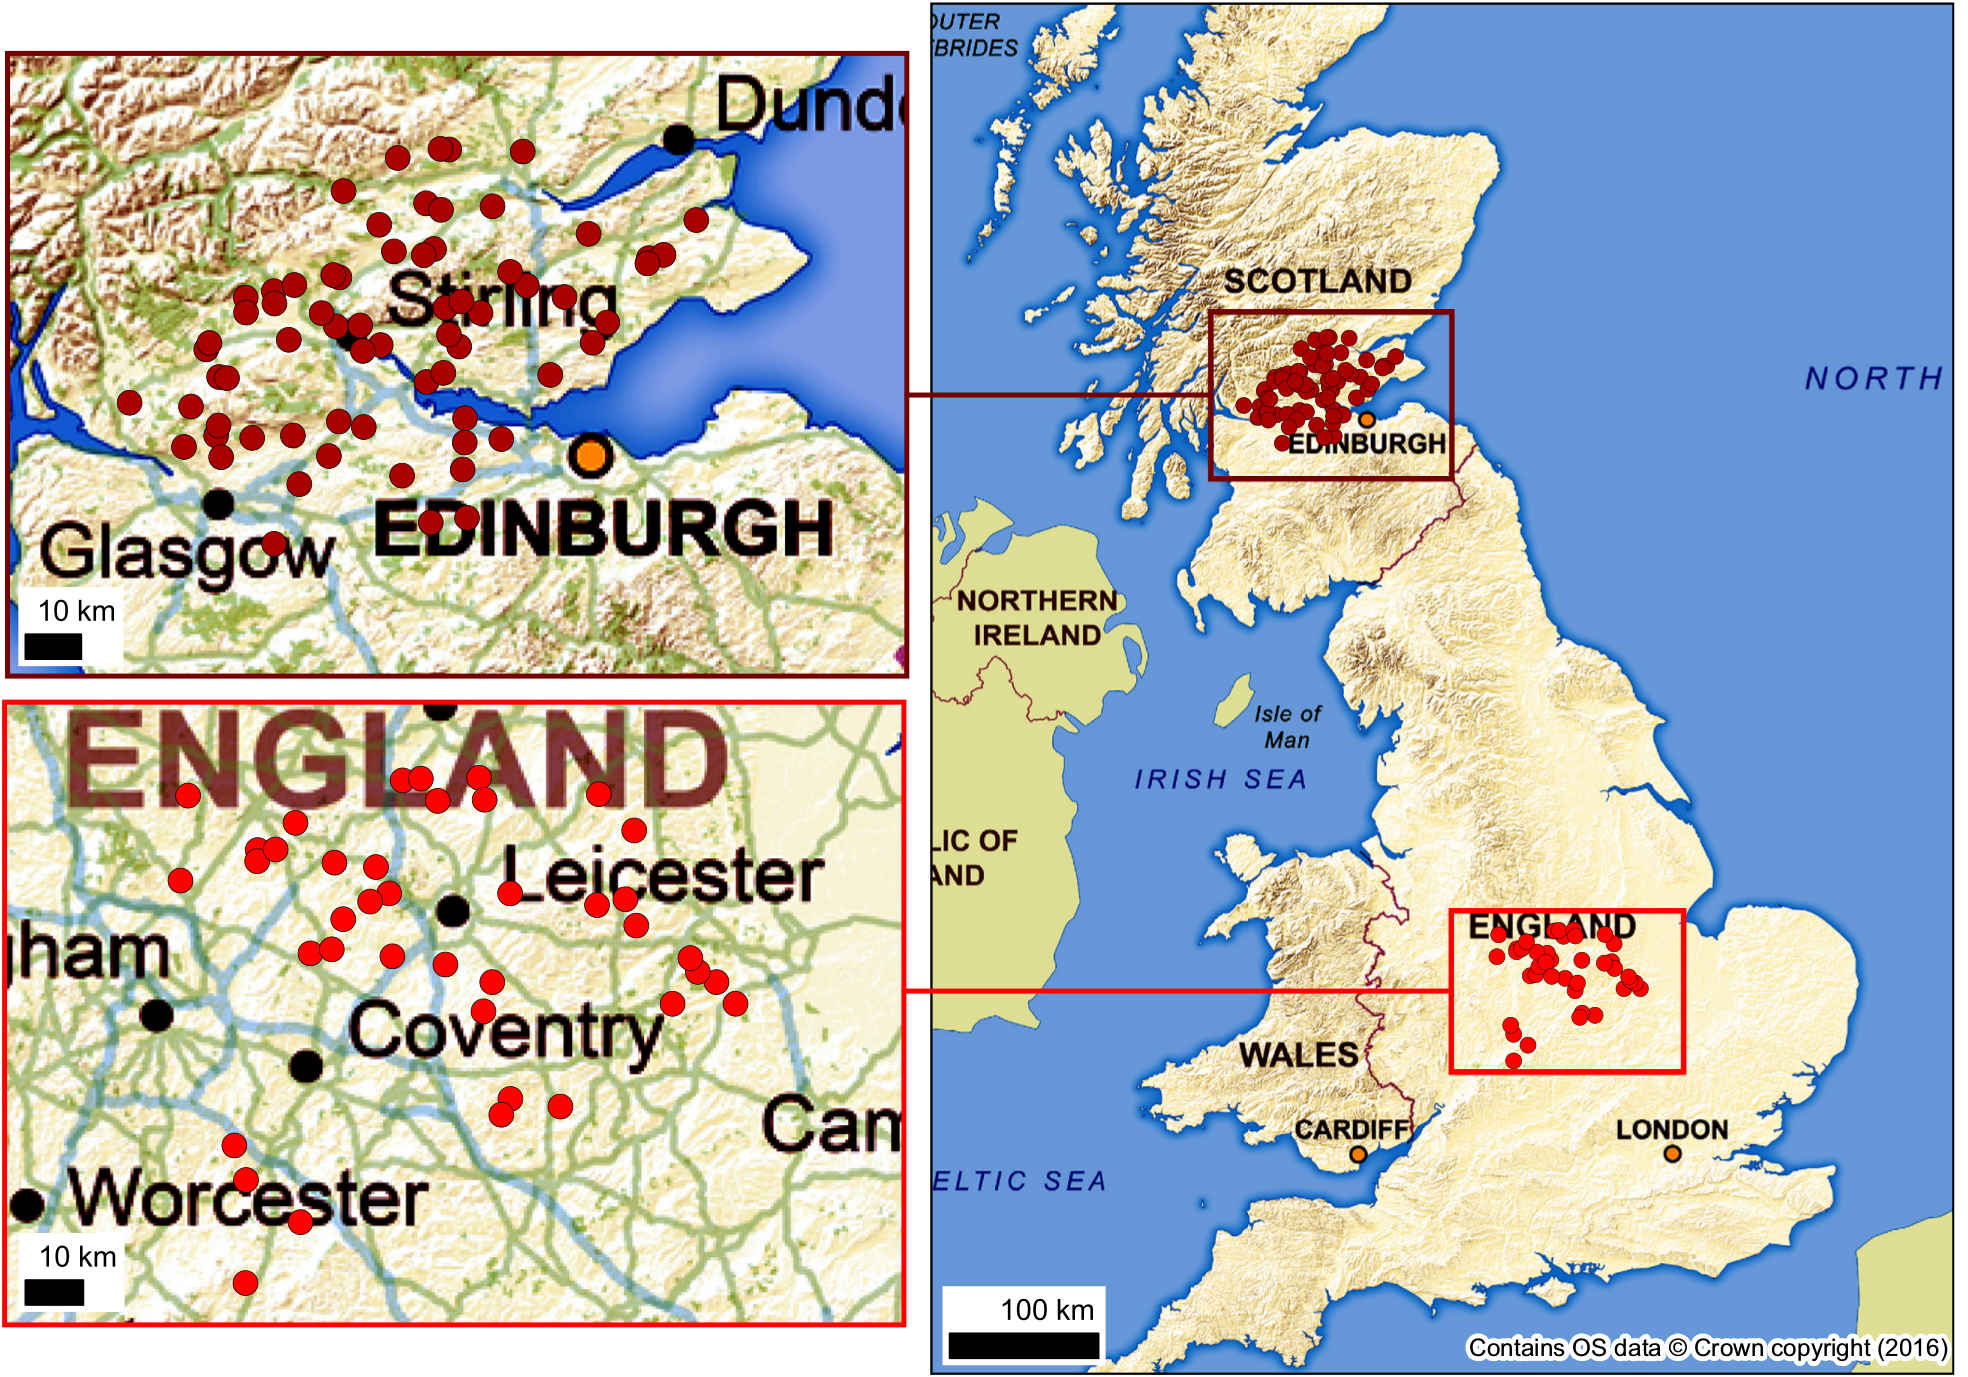 Dund
Stirling
EDINBURGH
Glasgow
10 km
ENGLAND
Leicester
gham
Coventry
Cam
Worcester
10 km
OUTER
EBRIDES
SCOTLAND
NORTH
EDINBURGH
NORTHERN
IRELAND
Isle of
Man
IRISH SEA
LIC OF
AND
ENGLAND
WALES
CARDIFF
LONDON
ELTIC SEA
100 km
Contains OS data © Crown copyright (2016)